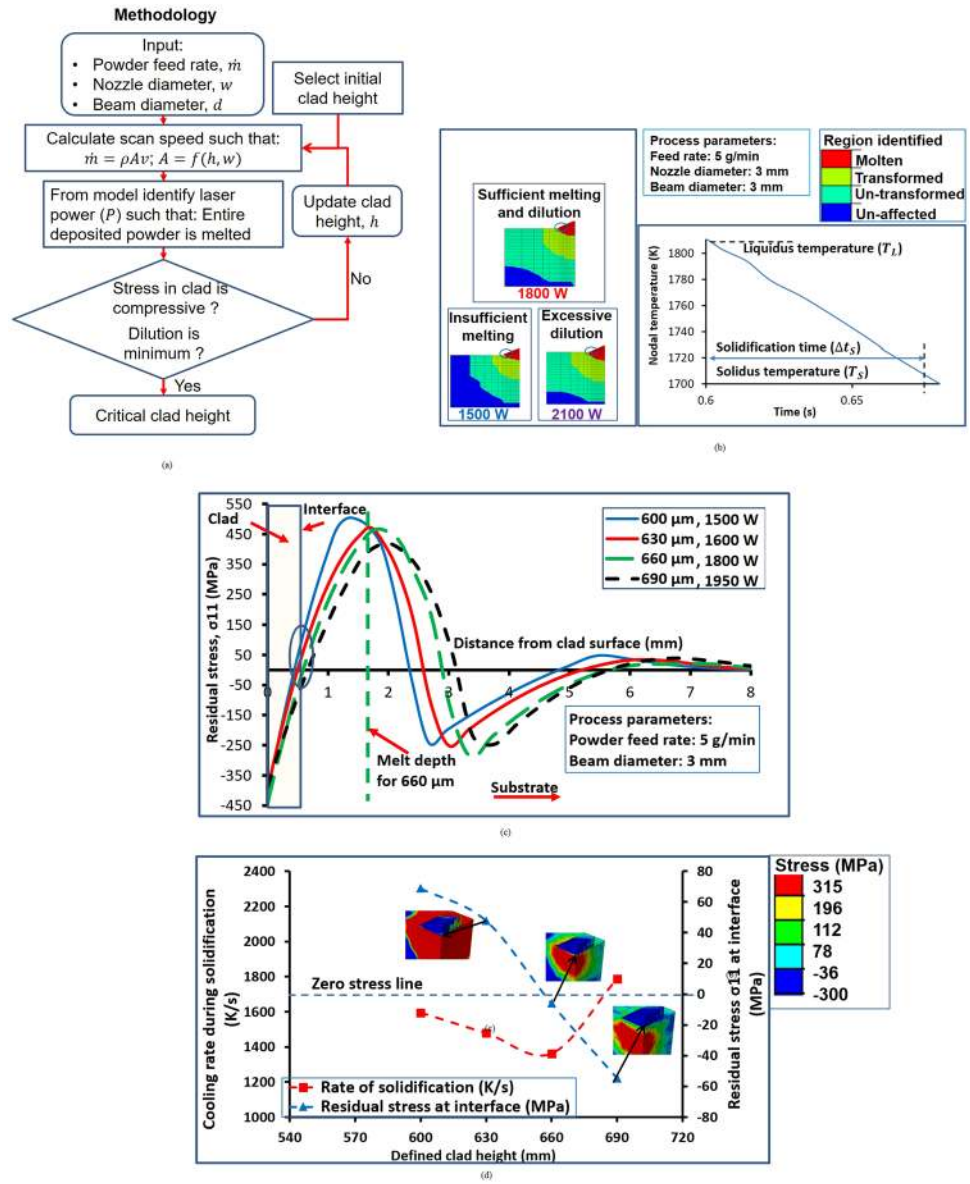 Methodology
Input:
• Powder feed rate, ṁ
• Nozzle diameter, w
• Beam diameter, d
Select initial
clad height
Calculate scan speed such that:
ṁ = ρAv; A = f(h, w)
From model identify laser
power (P) such that: Entire
deposited powder is melted
Update clad
height, h
Stress in clad is
compressive ?
Dilution is
minimum ?
No
Yes
Critical clad height
(a)
Process parameters:
Feed rate: 5 g/min
Nozzle diameter: 3 mm
Beam diameter: 3 mm
Region identified
Molten
Transformed
Un-transformed
Un-affected
Sufficient melting
and dilution
1800 W
Insufficient
melting
1500 W
Excessive
dilution
2100 W
Nodal temperature (K)
1800
1780
1760
1740
1720
1700
Liquidus temperature (T_L)
Solidification time (Δt_S)
Solidus temperature (T_S)
0.6
0.65
Time (s)
(b)
Residual stress, σ11 (MPa)
550
450
350
250
150
50
-50
-150
-250
-350
-450
Clad
Interface
600 μm, 1500 W
630 μm, 1600 W
660 μm, 1800 W
690 μm, 1950 W
Distance from clad surface (mm)
0 1 2 3 4 5 6 7 8
Process parameters:
Powder feed rate: 5 g/min
Beam diameter: 3 mm
Melt depth
for 660 μm
Substrate
(c)
Cooling rate during solidification
(K/s)
2400
2200
2000
1800
1600
1400
1200
1000
Zero stress line
(c)
Rate of solidification (K/s)
Residual stress at interface (MPa)
540 570 600 630 660 690 720
Defined clad height (mm)
80
60
40
20
0
-20
-40
-60
-80
Residual stress σ11 at interface
(MPa)
Stress (MPa)
315
196
112
78
-36
-300
(d)